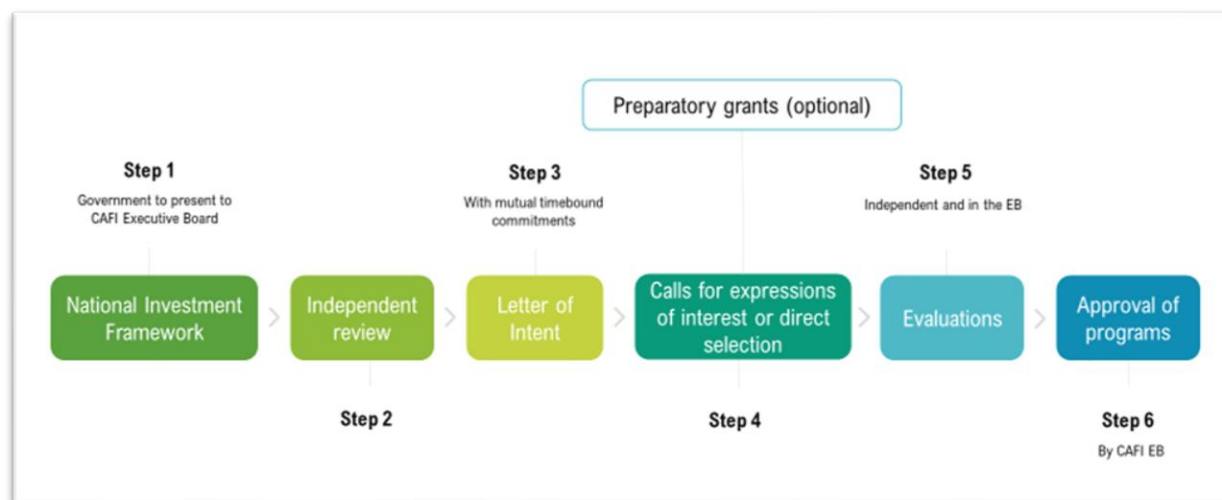 Preparatory grants (optional)
Step 1
Government to present to
CAFI Executive Board
Step 3
With mutual timebound
commitments
Step 5
Independent and in the EB
National Investment
Framework
Independent
review
Letter of
Intent
Calls for expressions
of interest or direct
selection
Evaluations
Approval of
programs
Step 2
Step 4
Step 6
By CAFI EB